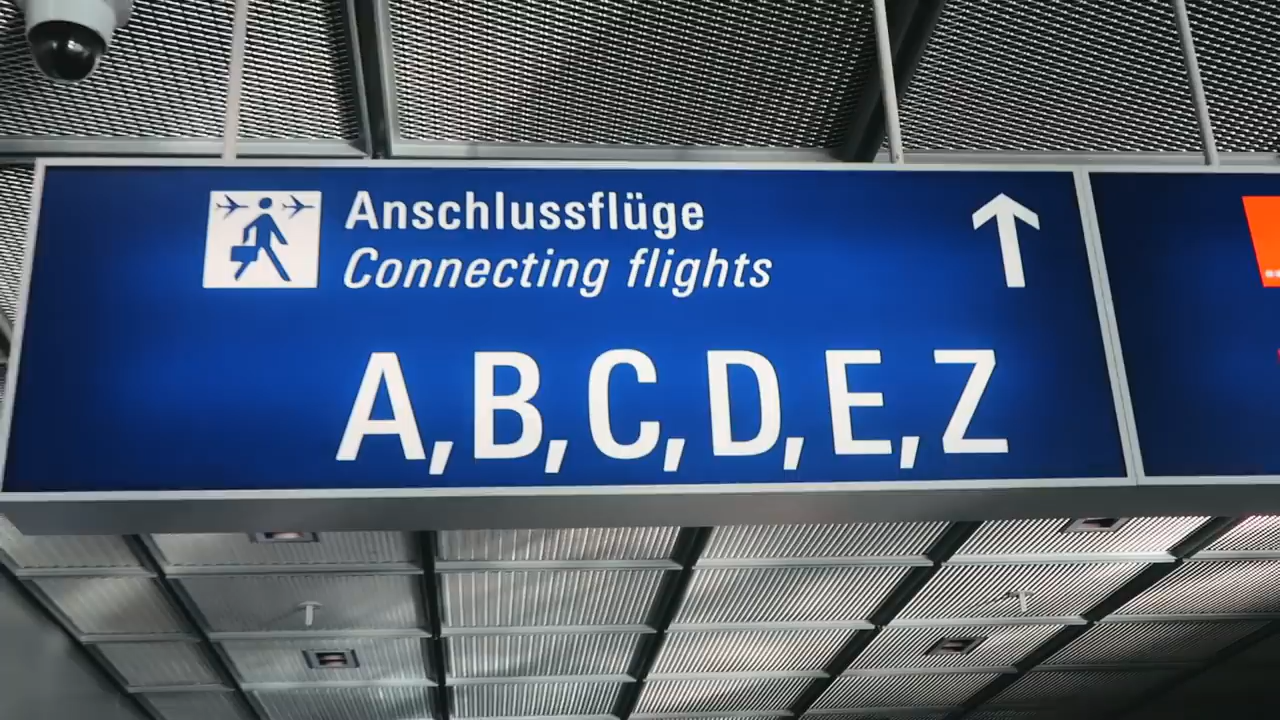 Anschlussflüge
Connecting flights
A, B, C, D, E, Z